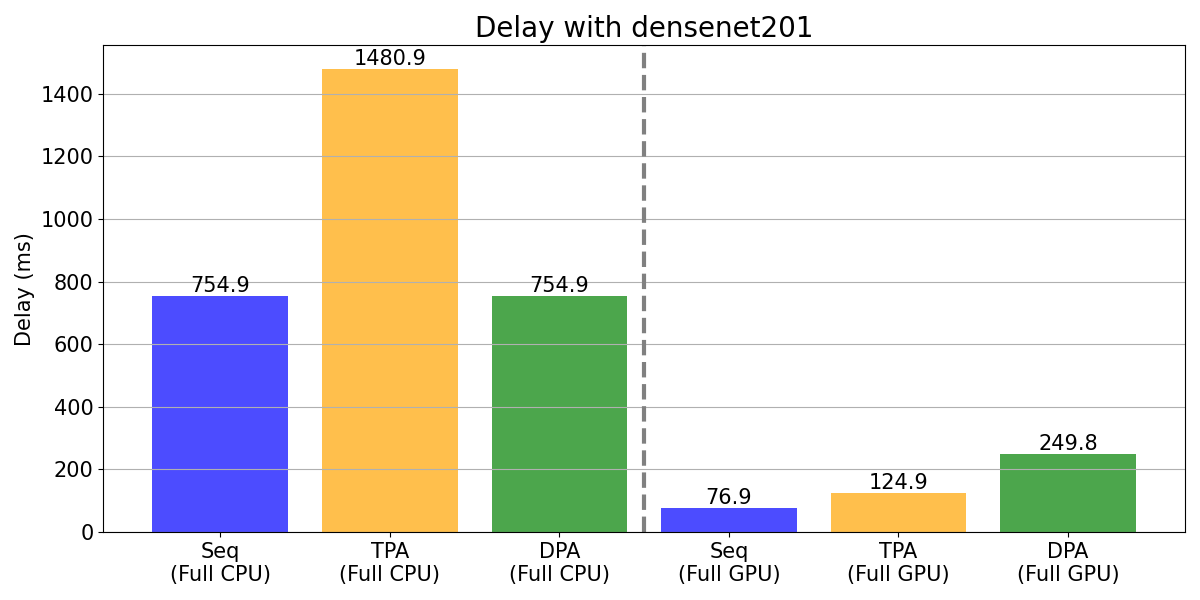 Delay with densenet201
Delay (ms)
1400
1200
1000
800
600
400
200
0
1480.9
754.9
754.9
76.9
124.9
249.8
Seq
(Full CPU)
TPA
(Full CPU)
DPA
(Full CPU)
Seq
(Full GPU)
TPA
(Full GPU)
DPA
(Full GPU)